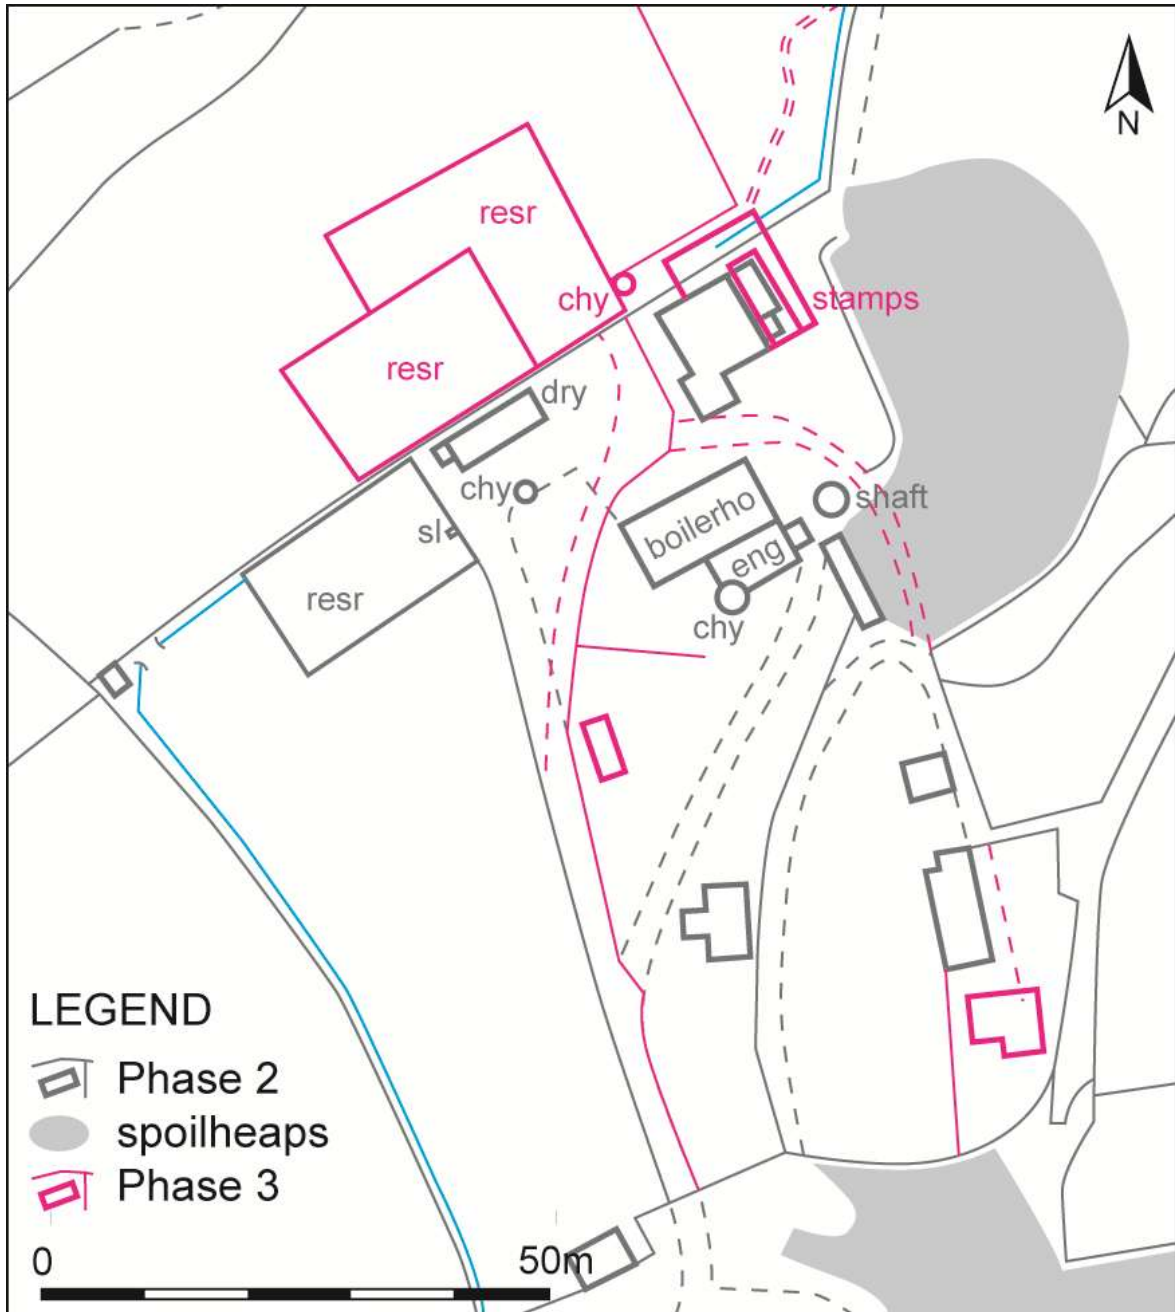 N
resr
chy
stamps
resr
dry
chy
shaft
boilerho
sl
eng
resr
chy
LEGEND
Phase 2
spoilheaps
Phase 3
0
50m